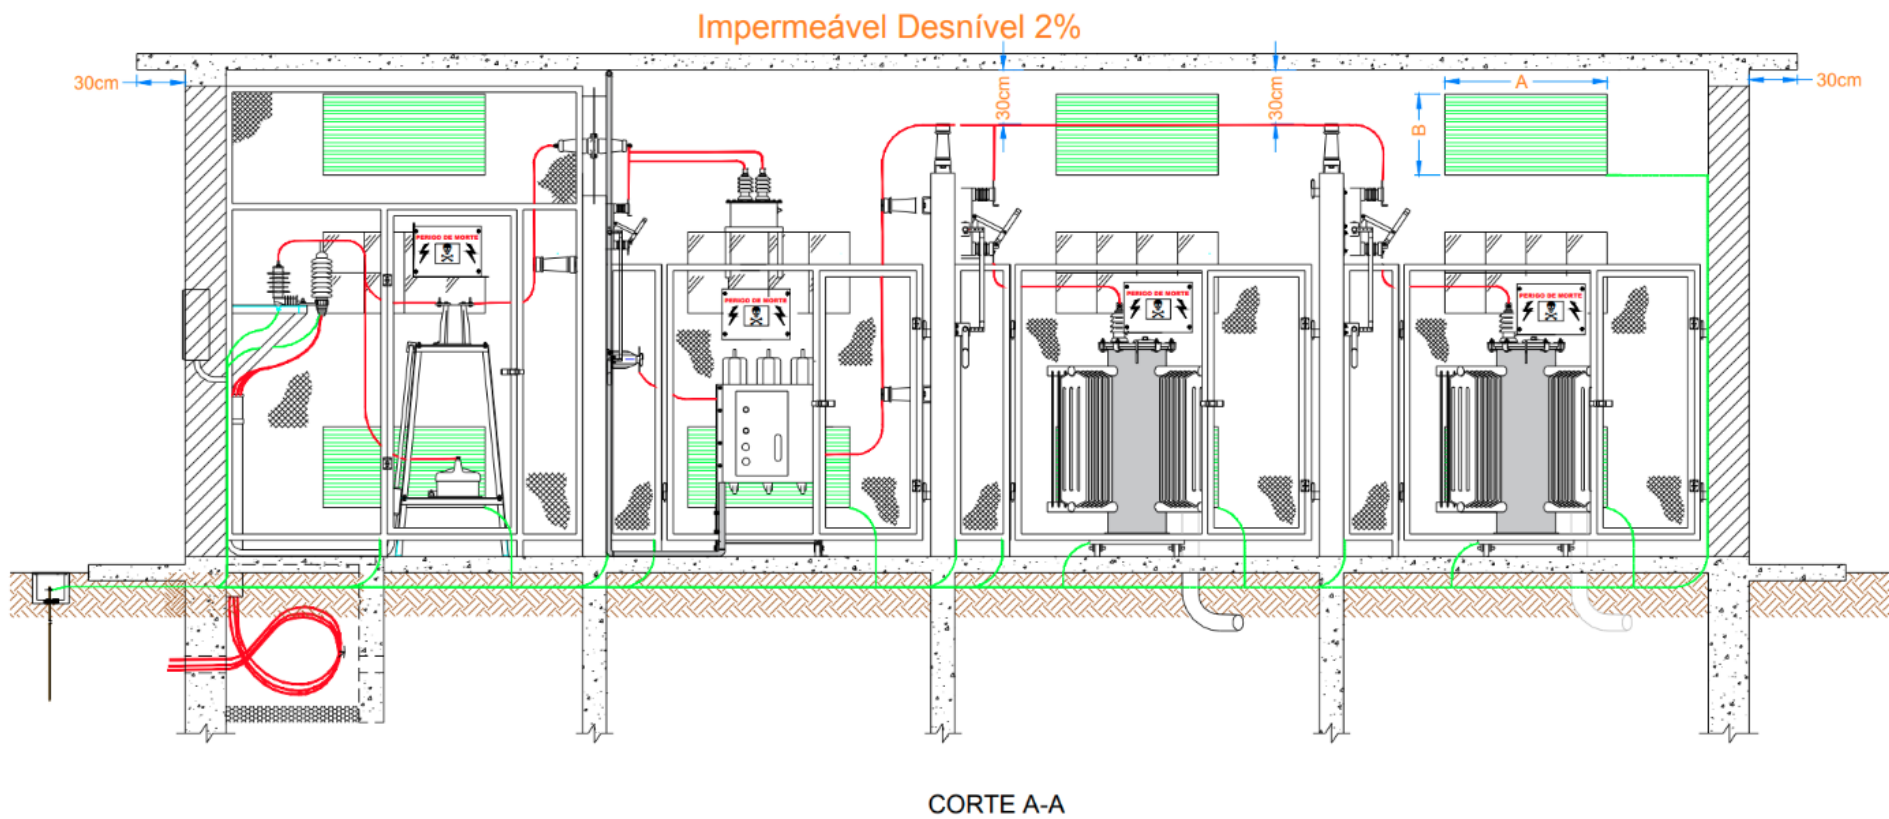 Impermeável Desnível 2%
30cm
30cm
30cm
A
B
30cm
PERIGO DE MORTE
PERIGO DE MORTE
PERIGO DE MORTE
PERIGO DE MORTE
CORTE A-A